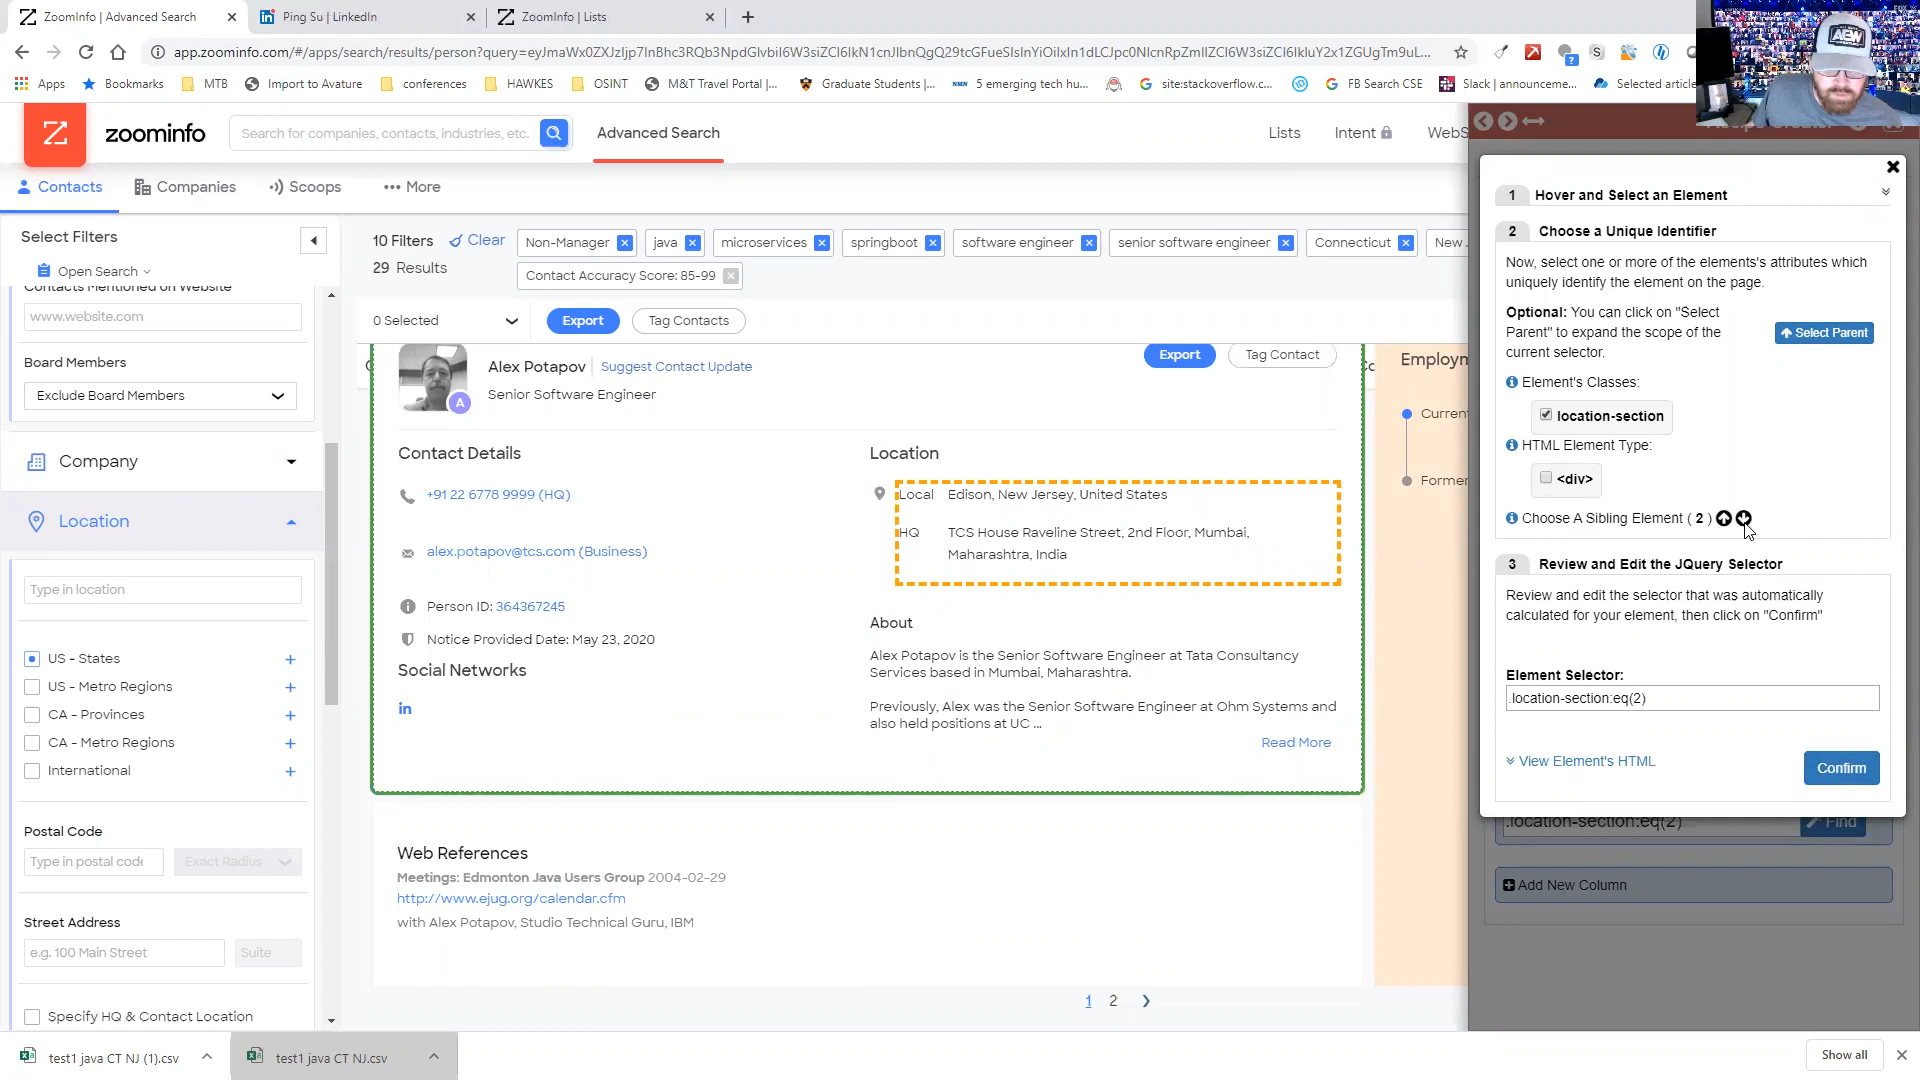 ZoomInfo | Advanced Search
Ping Su | LinkedIn
ZoomInfo | Lists
app.zoominfo.com/#/apps/search/results/person?query=
Apps
Bookmarks
MTB
Import to Avature
conferences
HAWKES
OSINT
M&T Travel Portal |...
Graduate Students |...
5 emerging tech hu...
site:stackoverflow.c...
FB Search CSE
Slack | announceme...
Selected article
zoominfo
Search for companies, contacts, industries, etc.
Advanced Search
Lists
Intent
WebS
AEW
Contacts
Companies
Scoops
More
Select Filters
10 Filters
Clear
Non-Manager
java
microservices
springboot
software engineer
senior software engineer
Connecticut
New
29 Results
Contact Accuracy Score: 85-99
Open Search
Contacts Mentioned on Website
www.website.com
0 Selected
Export
Tag Contacts
Board Members
Exclude Board Members
Company
Location
Type in location
US - States
US - Metro Regions
CA - Provinces
CA - Metro Regions
International
Postal Code
Type in postal code
Exact Radius
Street Address
e.g. 100 Main Street
Suite
Specify HQ & Contact Location
Alex Potapov
Suggest Contact Update
Export
Tag Contact
A
Senior Software Engineer
Contact Details
+91 22 6778 9999 (HQ)
alex.potapov@tcs.com (Business)
Person ID: 364367245
Notice Provided Date: May 23, 2020
Social Networks
in
Location
Local Edison, New Jersey, United States
HQ TCS House Raveline Street, 2nd Floor, Mumbai,
Maharashtra, India
About
Alex Potapov is the Senior Software Engineer at Tata Consultancy
Services based in Mumbai, Maharashtra.
Previously, Alex was the Senior Software Engineer at Ohm Systems and
also held positions at UC ...
Read More
Employm
Current
Former
Web References
Meetings: Edmonton Java Users Group 2004-02-29
http://www.ejug.org/calendar.cfm
with Alex Potapov, Studio Technical Guru, IBM
1 2
1 Hover and Select an Element
2 Choose a Unique Identifier
Now, select one or more of the elements's attributes which
uniquely identify the element on the page.
Optional: You can click on "Select
Parent" to expand the scope of the
current selector.
Select Parent
Element's Classes:
location-section
HTML Element Type:
<div>
Choose A Sibling Element ( 2 )
3 Review and Edit the JQuery Selector
Review and edit the selector that was automatically
calculated for your element, then click on "Confirm"
Element Selector:
.location-section:eq(2)
View Element's HTML
Confirm
.location-section:eq(2)
Find
Add New Column
test1 java CT NJ (1).csv
test1 java CT NJ.csv
Show all